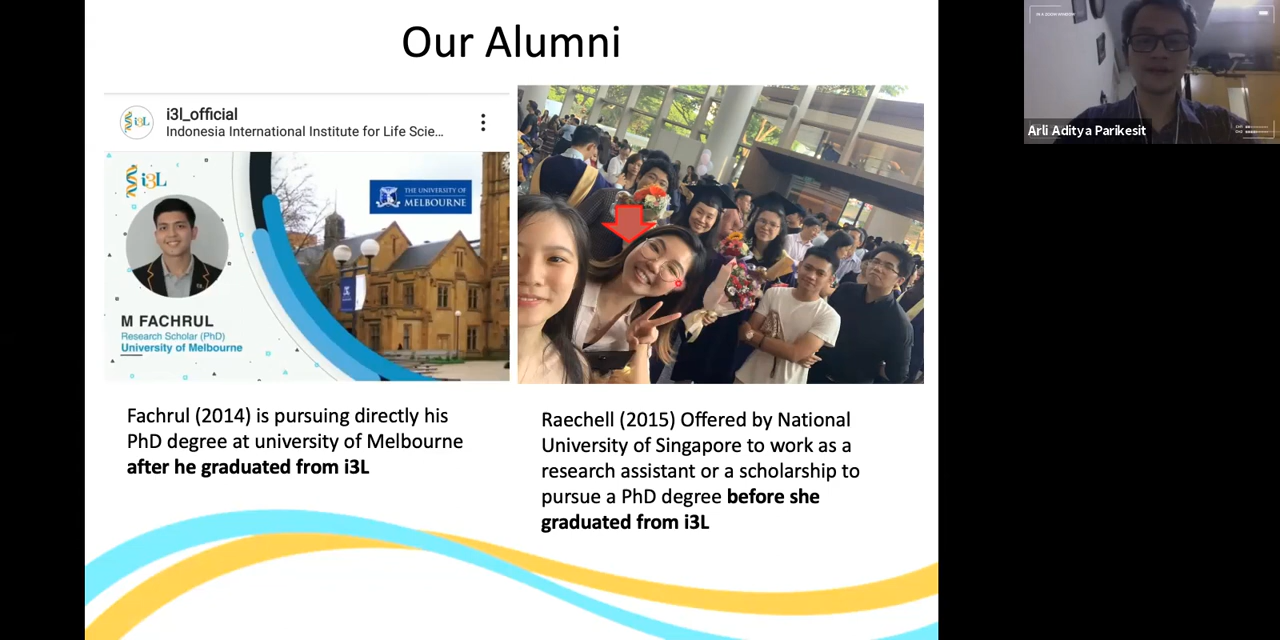 Our Alumni
i3l_official
Indonesia International Institute for Life Scie...
i3L
THE UNIVERSITY OF
MELBOURNE
M FACHRUL
Research Scholar (PhD)
University of Melbourne
Fachrul (2014) is pursuing directly his
PhD degree at university of Melbourne
after he graduated from i3L
Raechell (2015) Offered by National
University of Singapore to work as a
research assistant or a scholarship to
pursue a PhD degree before she
graduated from i3L
Arli Aditya Parikesit